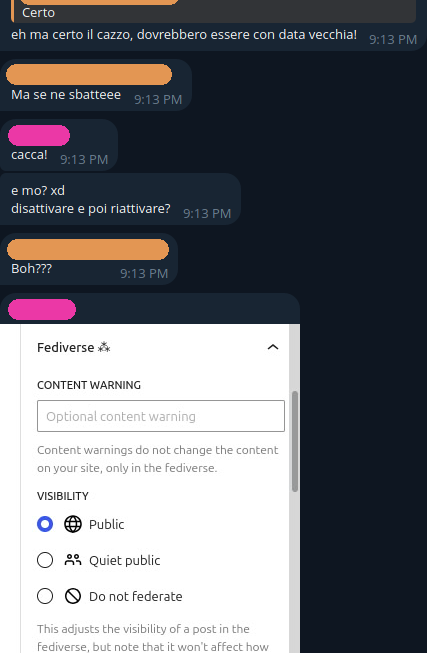 Certo
eh ma certo il cazzo, dovrebbero essere con data vecchia! 9:13 PM
Ma se ne sbatteee 9:13 PM
cacca! 9:13 PM
e mo? xd
disattivare e poi riattivare? 9:13 PM
Boh??? 9:13 PM
Fediverse ⁂
CONTENT WARNING
Optional content warning
Content warnings do not change the content
on your site, only in the fediverse.
VISIBILITY
Public
Quiet public
Do not federate
This adjusts the visibility of a post in the
fediverse, but note that it won't affect how